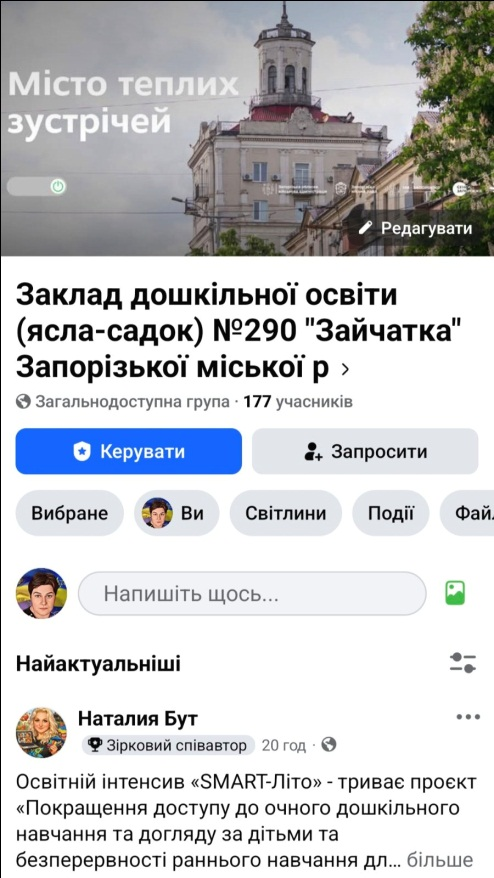 Місто теплих
зустрічей
Редагувати
Заклад дошкільної освіти
(ясла-садок) №290 "Зайчатка"
Запорізької міської р ›
Загальнодоступна група · 177 учасників
Керувати
Запросити
Вибране
Ви
Світлини
Події
Фай
Напишіть щось...
Найактуальніші
Наталия Бут
Зірковий співавтор 20 год ·
Освітній інтенсив «SMART-Літо» - триває проєкт
«Покращення доступу до очного дошкільного
навчання та догляду за дітьми та
безперервності раннього навчання дл... більше